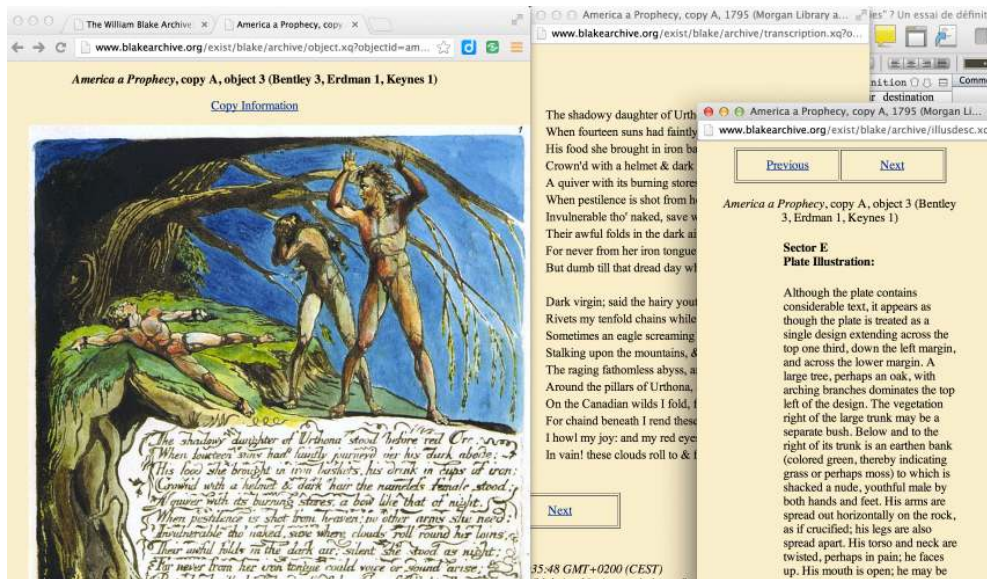 The William Blake Archive
America a Prophecy, copy
www.blakearchive.org/exist/blake/archive/object.xq?objectid=am...
America a Prophecy, copy A, object 3 (Bentley 3, Erdman 1, Keynes 1)
Copy Information
1
The shadowy daughter of Urthona stood before red Orc.
When fourteen suns had faintly journey'd o'er his dark abode;
His food she brought in iron baskets, his drink in cups of iron;
Crown'd with a helmet & dark hair the nameless female stood;
A quiver with its burning stores, a bow like that of night,
When pestilence is shot from heaven; no other arms she need:
Invulnerable tho' naked, save where clouds roll round her loins,
Their awful folds in the dark air; silent she stood as night;
For never from her iron tongue could voice or sound arise;
America a Prophecy, copy A, 1795 (Morgan Library a...
www.blakearchive.org/exist/blake/archive/transcription.xq?o...
The shadowy daughter of Urth
When fourteen suns had faintly
His food she brought in iron ba
Crown'd with a helmet & dark
A quiver with its burning stores
When pestilence is shot from h
Invulnerable tho' naked, save w
Their awful folds in the dark ai
For never from her iron tongue
But dumb till that dread day wh
Dark virgin; said the hairy yout
Rivets my tenfold chains while
Sometimes an eagle screaming
Stalking upon the mountains, &
The raging fathomless abyss, a
Around the pillars of Urthona,
On the Canadian wilds I fold, f
For chaind beneath I rend these
I howl my joy: and my red eye
In vain! these clouds roll to & f
Next
35:48 GMT+0200 (CEST)
ies" ? Un essai de définit
nition
Comme
r destination
America a Prophecy, copy A, 1795 (Morgan Li...
www.blakearchive.org/exist/blake/archive/illusdesc.xq
Previous
Next
America a Prophecy, copy A, object 3 (Bentley
3, Erdman 1, Keynes 1)
Sector E
Plate Illustration:
Although the plate contains
considerable text, it appears as
though the plate is treated as a
single design extending across the
top one third, down the left margin,
and across the lower margin. A
large tree, perhaps an oak, with
arching branches dominates the top
left of the design. The vegetation
right of the large trunk may be a
separate bush. Below and to the
right of its trunk is an earthen bank
(colored green, thereby indicating
grass or perhaps moss) to which is
shacked a nude, youthful male by
both hands and feet. His arms are
spread out horizontally on the rock,
as if crucified; his legs are also
spread apart. His torso and neck are
twisted, perhaps in pain; he faces
up. His mouth is open; he may be